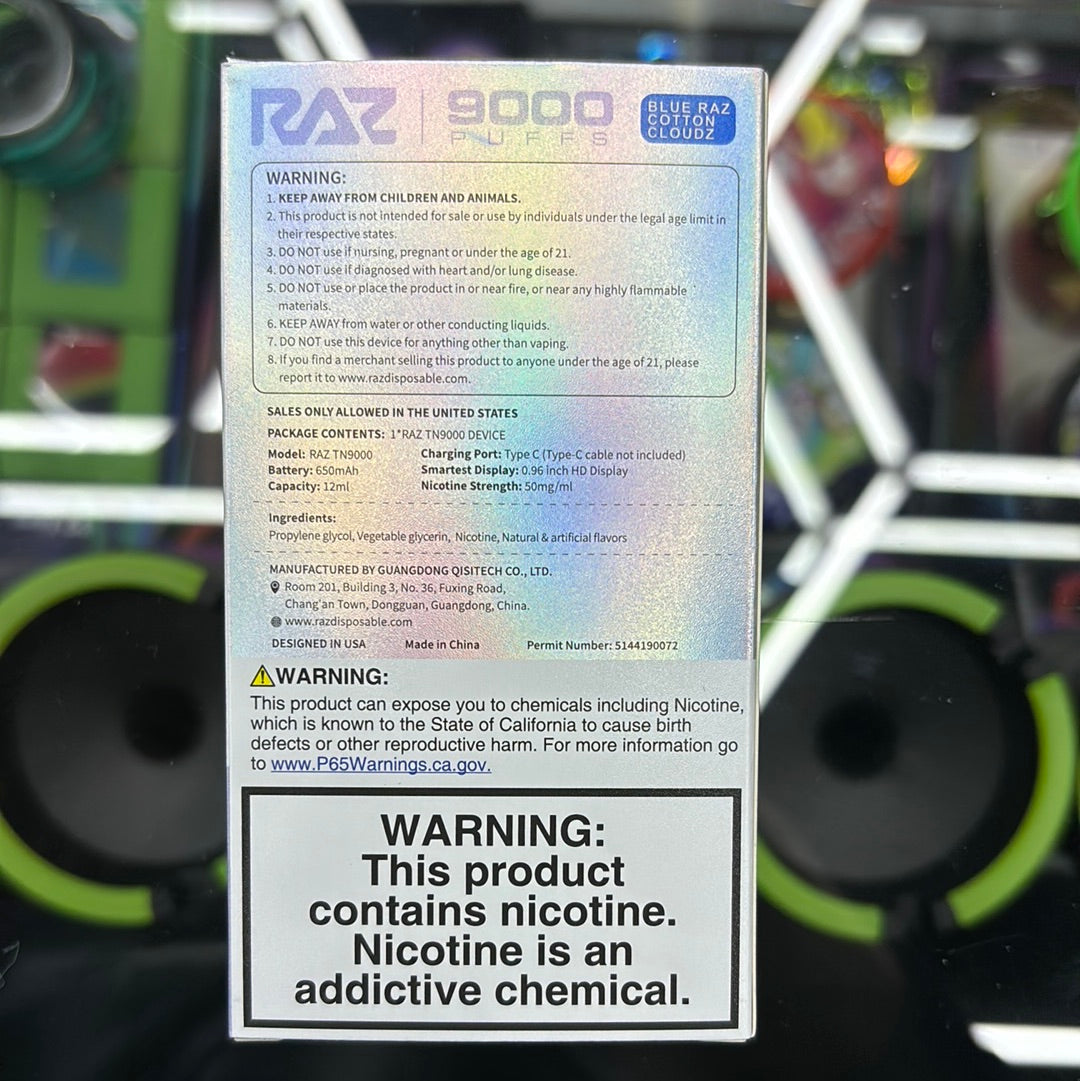 RAZ 9000 PUFFS
BLUE RAZ
COTTON
CLOUDZ
WARNING:
1. KEEP AWAY FROM CHILDREN AND ANIMALS.
2. This product is not intended for sale or use by individuals under the legal age limit in
their respective states.
3. DO NOT use if nursing, pregnant or under the age of 21.
4. DO NOT use if diagnosed with heart and/or lung disease.
5. DO NOT use or place the product in or near fire, or near any highly flammable
materials.
6. KEEP AWAY from water or other conducting liquids.
7. DO NOT use this device for anything other than vaping.
8. If you find a merchant selling this product to anyone under the age of 21, please
report it to www.razdisposable.com.
SALES ONLY ALLOWED IN THE UNITED STATES
PACKAGE CONTENTS: 1*RAZ TN9000 DEVICE
Model: RAZ TN9000 Charging Port: Type C (Type-C cable not included)
Battery: 650mAh Smartest Display: 0.96 inch HD Display
Capacity: 12ml Nicotine Strength: 50mg/ml
Ingredients:
Propylene glycol, Vegetable glycerin, Nicotine, Natural & artificial flavors
MANUFACTURED BY GUANGDONG QISITECH CO., LTD.
Room 201, Building 3, No. 36, Fuxing Road,
Chang'an Town, Dongguan, Guangdong, China.
www.razdisposable.com
DESIGNED IN USA Made in China Permit Number: 5144190072
WARNING:
This product can expose you to chemicals including Nicotine,
which is known to the State of California to cause birth
defects or other reproductive harm. For more information go
to www.P65Warnings.ca.gov.
WARNING:
This product
contains nicotine.
Nicotine is an
addictive chemical.